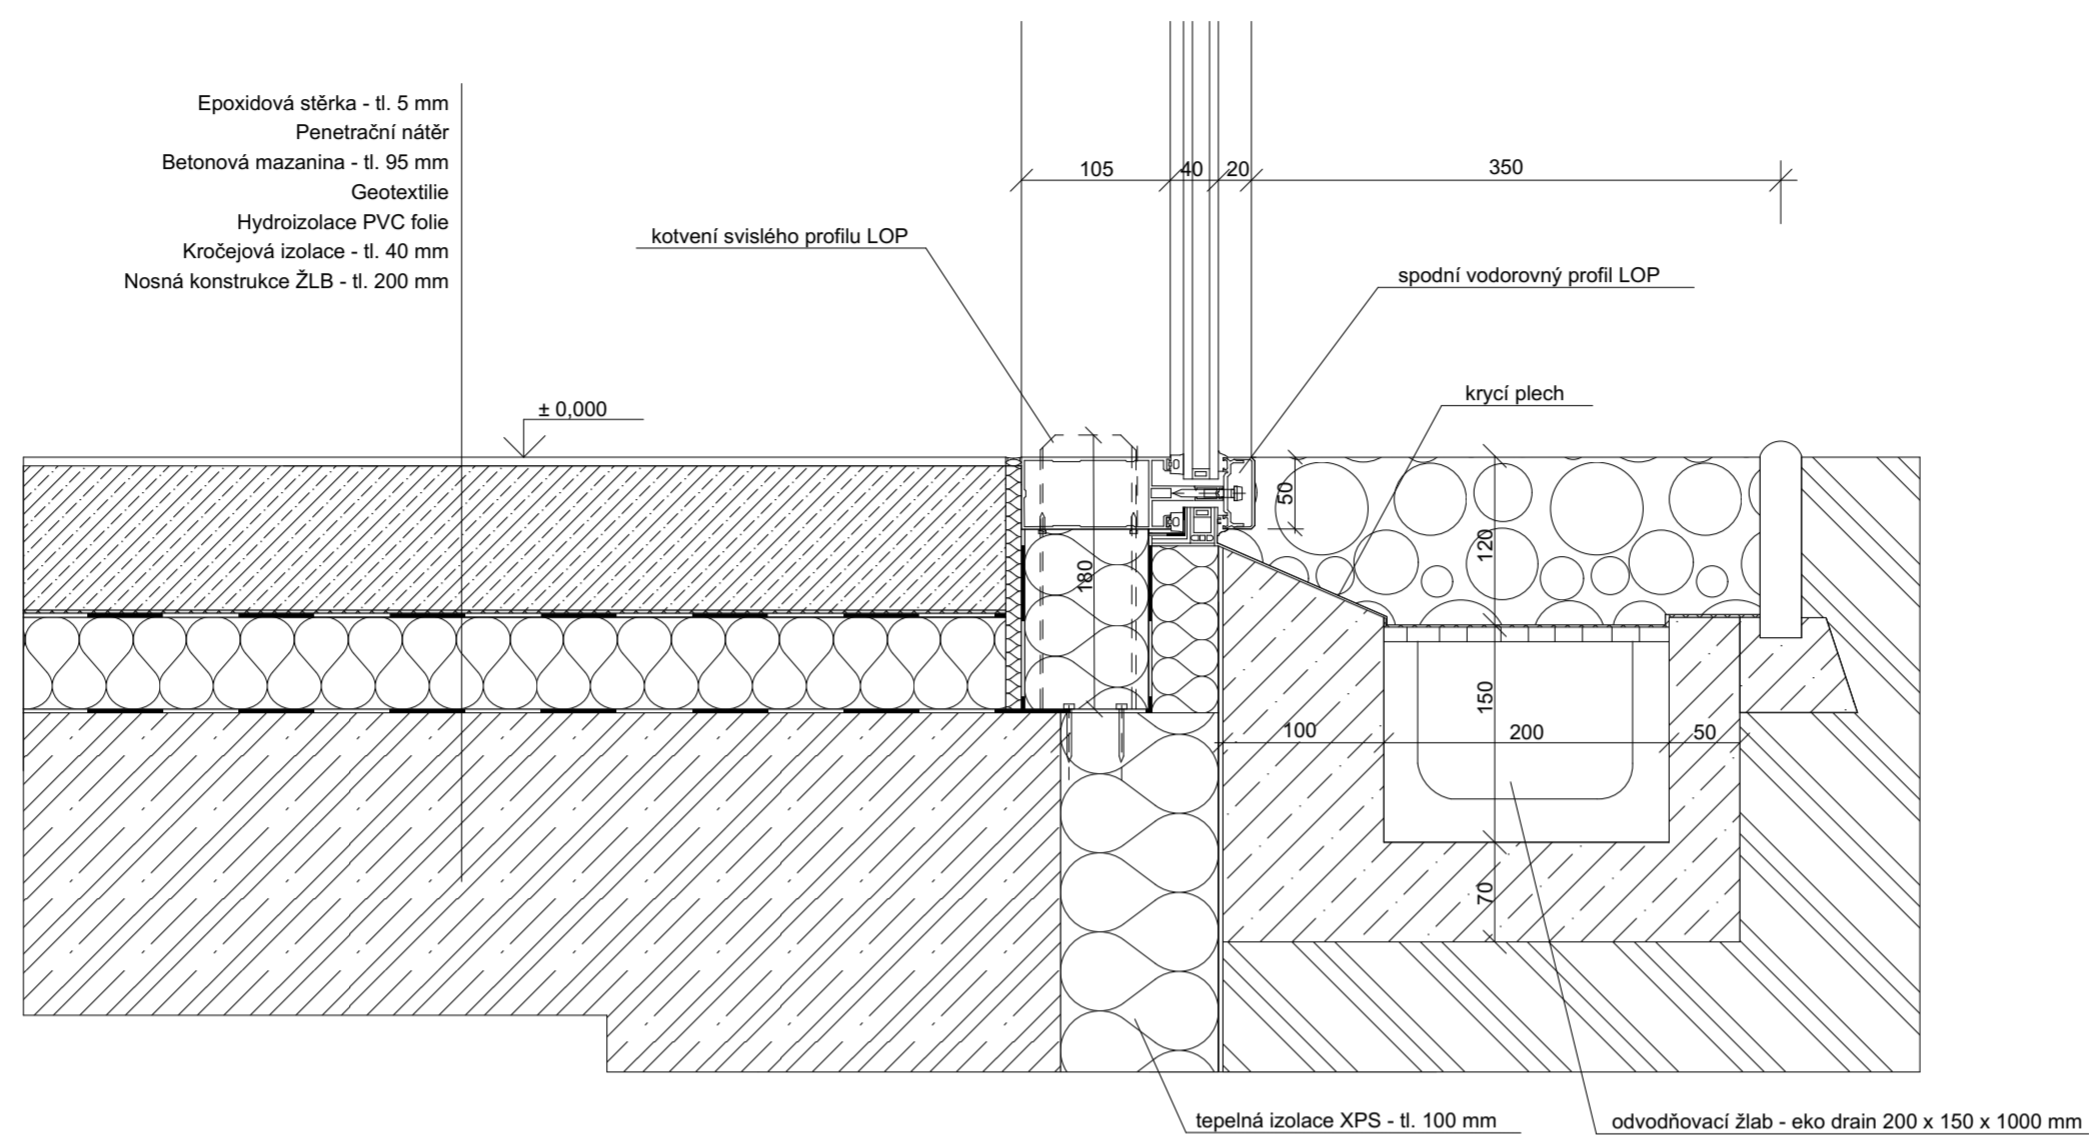 Epoxidová stěrka - tl. 5 mm
Penetrační nátěr
Betonová mazanina - tl. 95 mm
Geotextilie
Hydroizolace PVC folie
Kročejová izolace - tl. 40 mm
Nosná konstrukce ŽLB - tl. 200 mm
105
40
20
350
kotvení svislého profilu LOP
spodní vodorovný profil LOP
krycí plech
± 0,000
50
120
180
150
100
200
50
70
tepelná izolace XPS - tl. 100 mm
odvodňovací žlab - eko drain 200 x 150 x 1000 mm